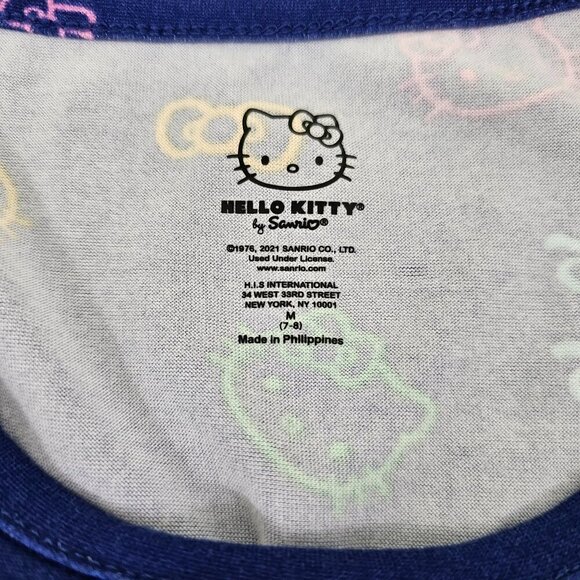 HELLO KITTY®
by Sanrio®
©1976, 2021 SANRIO CO., LTD.
Used Under License.
www.sanrio.com
H.I.S INTERNATIONAL
34 WEST 33RD STREET
NEW YORK, NY 10001
M
(7-8)
Made in Philippines